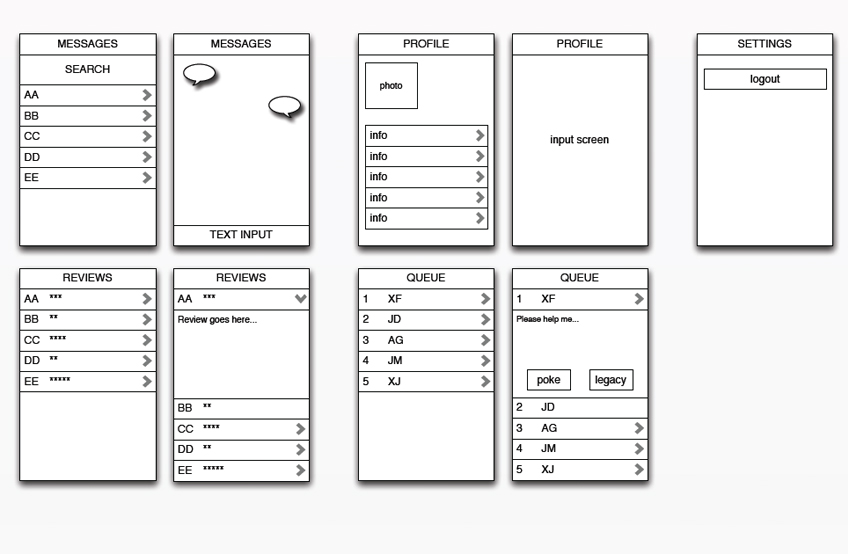 MESSAGES
SEARCH
AA
BB
CC
DD
EE
MESSAGES
TEXT INPUT
PROFILE
photo
info
info
info
info
info
PROFILE
input screen
SETTINGS
logout
REVIEWS
AA ***
BB **
CC ****
DD **
EE *****
REVIEWS
AA ***
Review goes here...
BB **
CC ****
DD **
EE *****
QUEUE
1 XF
2 JD
3 AG
4 JM
5 XJ
QUEUE
1 XF
Please help me...
poke legacy
2 JD
3 AG
4 JM
5 XJ